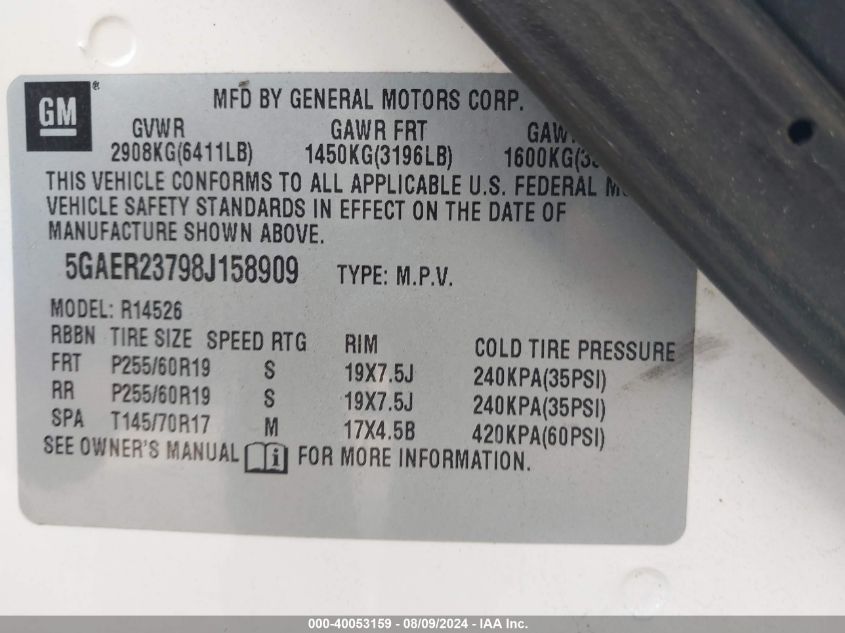 GM ®
MFD BY GENERAL MOTORS CORP.
GVWR GAWR FRT
2908KG(6411LB) 1450KG(3196LB) 1600KG
THIS VEHICLE CONFORMS TO ALL APPLICABLE U.S. FEDERAL
VEHICLE SAFETY STANDARDS IN EFFECT ON THE DATE OF
MANUFACTURE SHOWN ABOVE.
5GAER23798J158909 TYPE: M.P.V.
MODEL: R14526
RBBN TIRE SIZE SPEED RTG RIM COLD TIRE PRESSURE
FRT P255/60R19 S 19X7.5J 240KPA(35PSI)
RR P255/60R19 S 19X7.5J 240KPA(35PSI)
SPA T145/70R17 M 17X4.5B 420KPA(60PSI)
SEE OWNER'S MANUAL i FOR MORE INFORMATION.
000-40053159 - 08/09/2024 - IAA Inc.